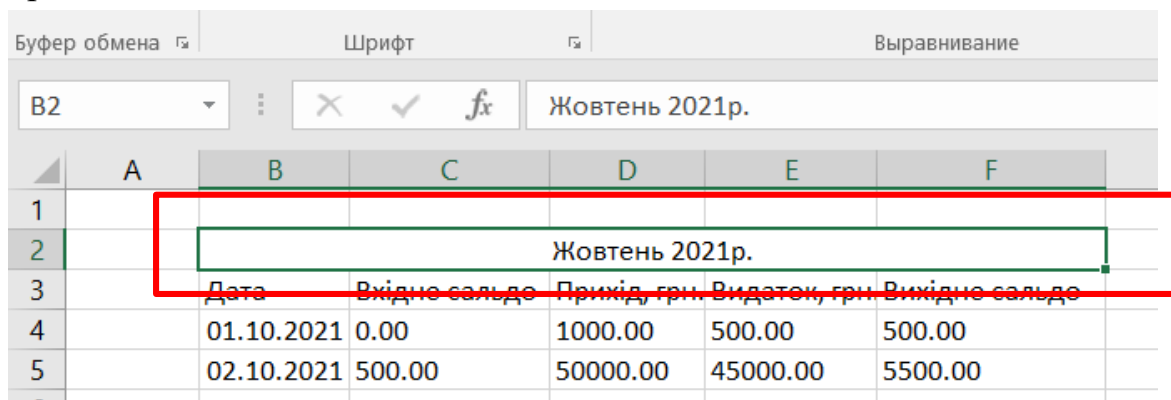 Буфер обмена Шрифт Выравнивание
B2 fx Жовтень 2021р.
A B C D E F
1
2 Жовтень 2021р.
3 Дата Вхідне сальдо Прихід, грн. Видаток, грн Вихідне сальдо
4 01.10.2021 0.00 1000.00 500.00 500.00
5 02.10.2021 500.00 50000.00 45000.00 5500.00